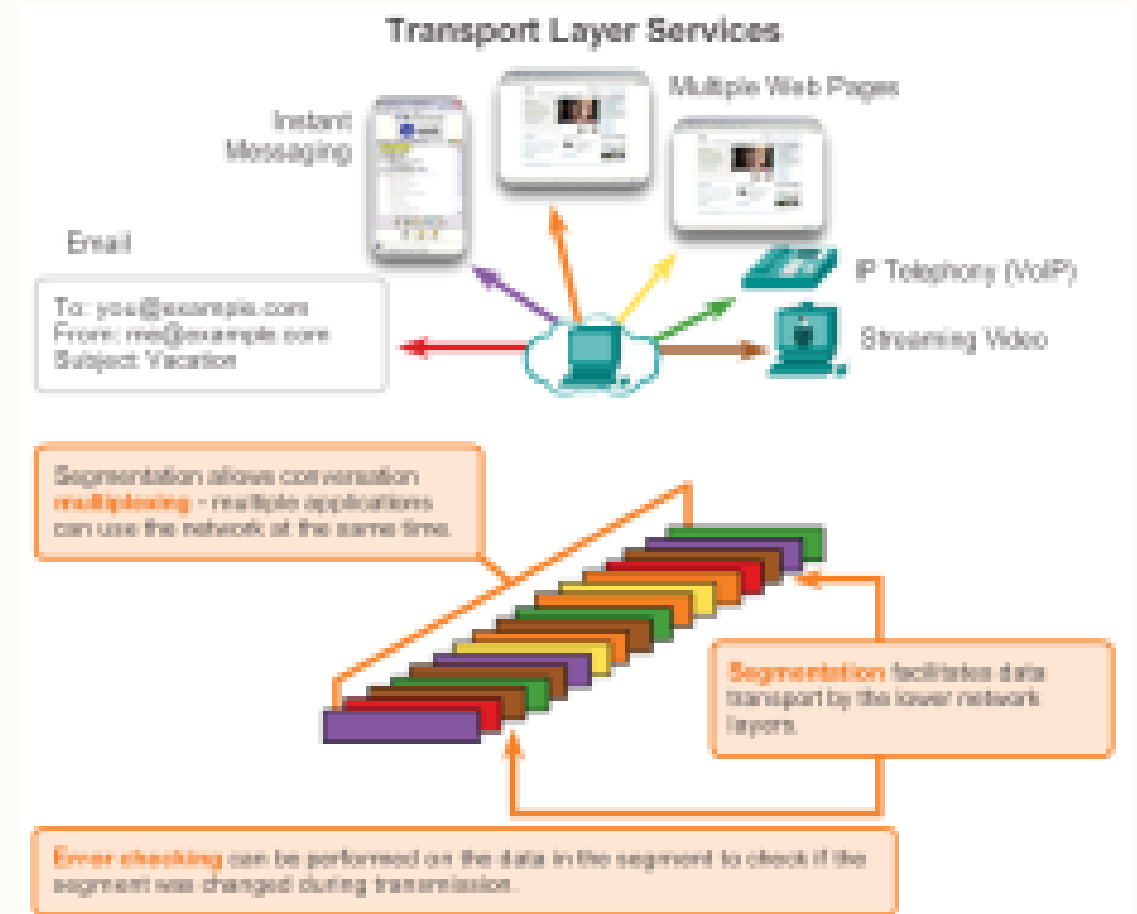 Transport Layer Services
Multiple Web Pages
Instant
Messaging
Email
IP Telephony (VoIP)
To: you@example.com
From: me@example.com
Subject: Vacation
Streaming Video
Segmentation allows conversation
multiplexing - multiple applications
can use the network at the same time.
Segmentation facilitates data
transport by the lower network
layers.
Error checking can be performed on the data in the segment to check if the
segment was changed during transmission.